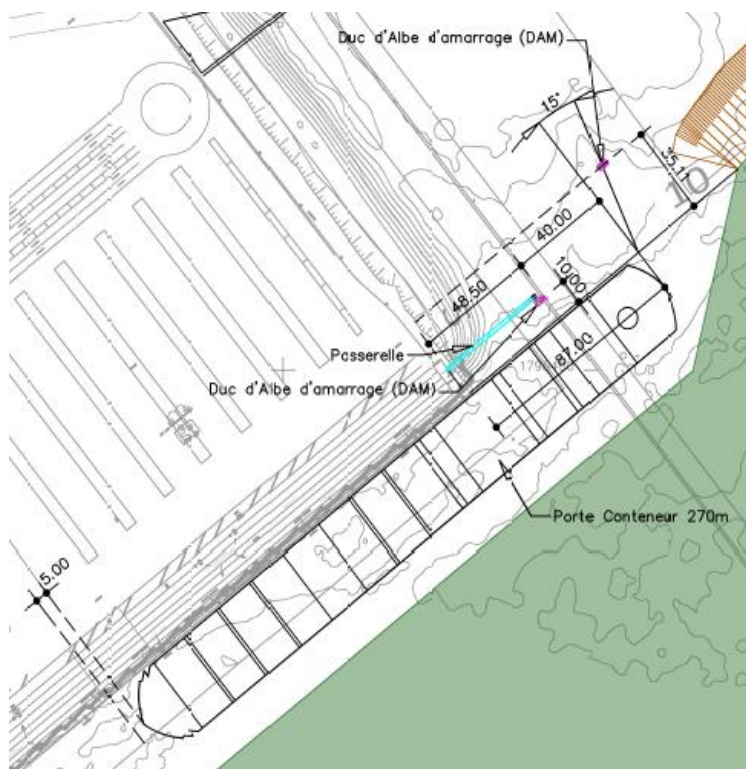 Duc d'Albe d'amarrage (DAM)
15°
35.11
10
40.00
48.50
10.00
87.00
Passerelle
Duc d'Albe d'amarrage (DAM)
Porte Conteneur 270m
5.00